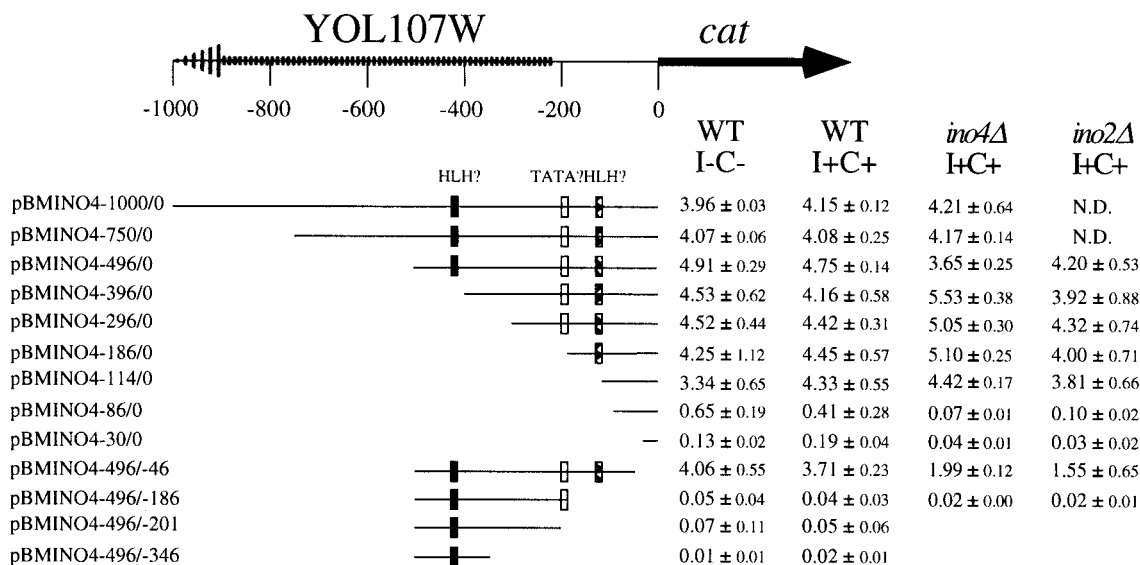 YOL107W cat
-1000 -800 -600 -400 -200 0
WT WT ino4Δ ino2Δ
I-C- I+C+ I+C+ I+C+
HLH? TATA?HLH?
pBMINO4-1000/0 3.96 ± 0.03 4.15 ± 0.12 4.21 ± 0.64 N.D.
pBMINO4-750/0 4.07 ± 0.06 4.08 ± 0.25 4.17 ± 0.14 N.D.
pBMINO4-496/0 4.91 ± 0.29 4.75 ± 0.14 3.65 ± 0.25 4.20 ± 0.53
pBMINO4-396/0 4.53 ± 0.62 4.16 ± 0.58 5.53 ± 0.38 3.92 ± 0.88
pBMINO4-296/0 4.52 ± 0.44 4.42 ± 0.31 5.05 ± 0.30 4.32 ± 0.74
pBMINO4-186/0 4.25 ± 1.12 4.45 ± 0.57 5.10 ± 0.25 4.00 ± 0.71
pBMINO4-114/0 3.34 ± 0.65 4.33 ± 0.55 4.42 ± 0.17 3.81 ± 0.66
pBMINO4-86/0 0.65 ± 0.19 0.41 ± 0.28 0.07 ± 0.01 0.10 ± 0.02
pBMINO4-30/0 0.13 ± 0.02 0.19 ± 0.04 0.04 ± 0.01 0.03 ± 0.02
pBMINO4-496/-46 4.06 ± 0.55 3.71 ± 0.23 1.99 ± 0.12 1.55 ± 0.65
pBMINO4-496/-186 0.05 ± 0.04 0.04 ± 0.03 0.02 ± 0.00 0.02 ± 0.01
pBMINO4-496/-201 0.07 ± 0.11 0.05 ± 0.06
pBMINO4-496/-346 0.01 ± 0.01 0.02 ± 0.01